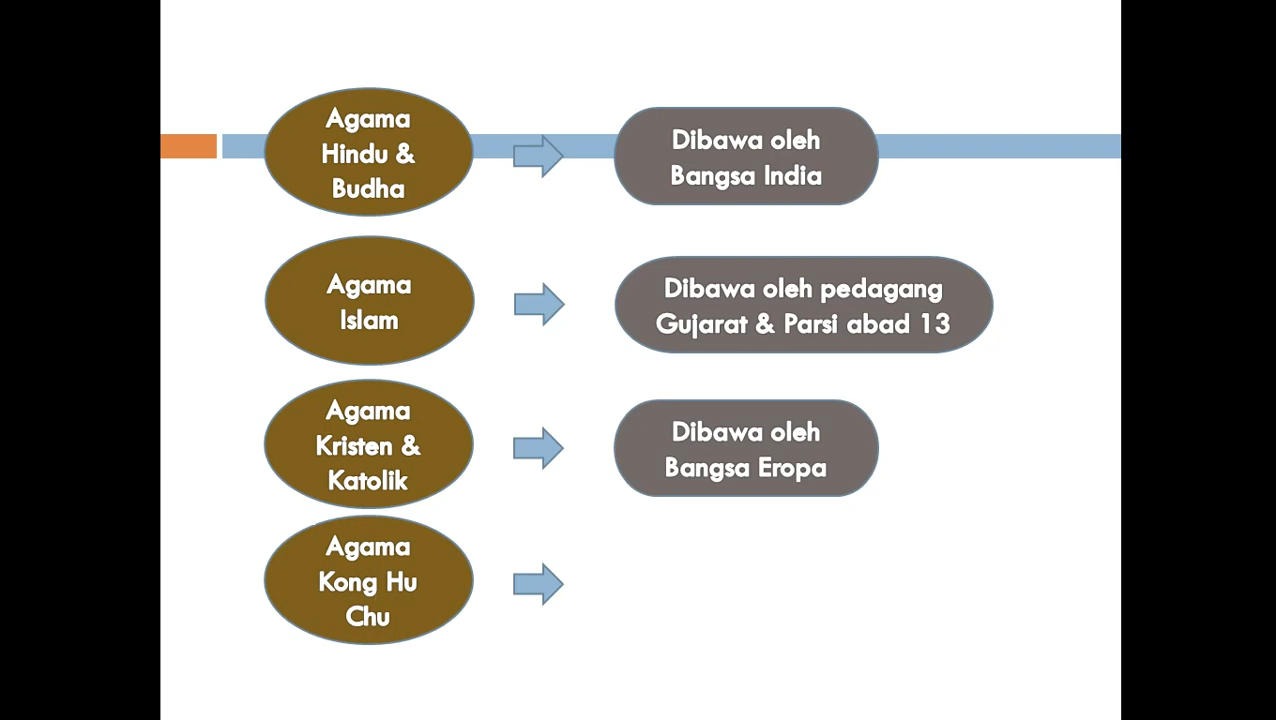 Agama
Hindu &
Budha
Dibawa oleh
Bangsa India
Agama
Islam
Dibawa oleh pedagang
Gujarat & Parsi abad 13
Agama
Kristen &
Katolik
Dibawa oleh
Bangsa Eropa
Agama
Kong Hu
Chu